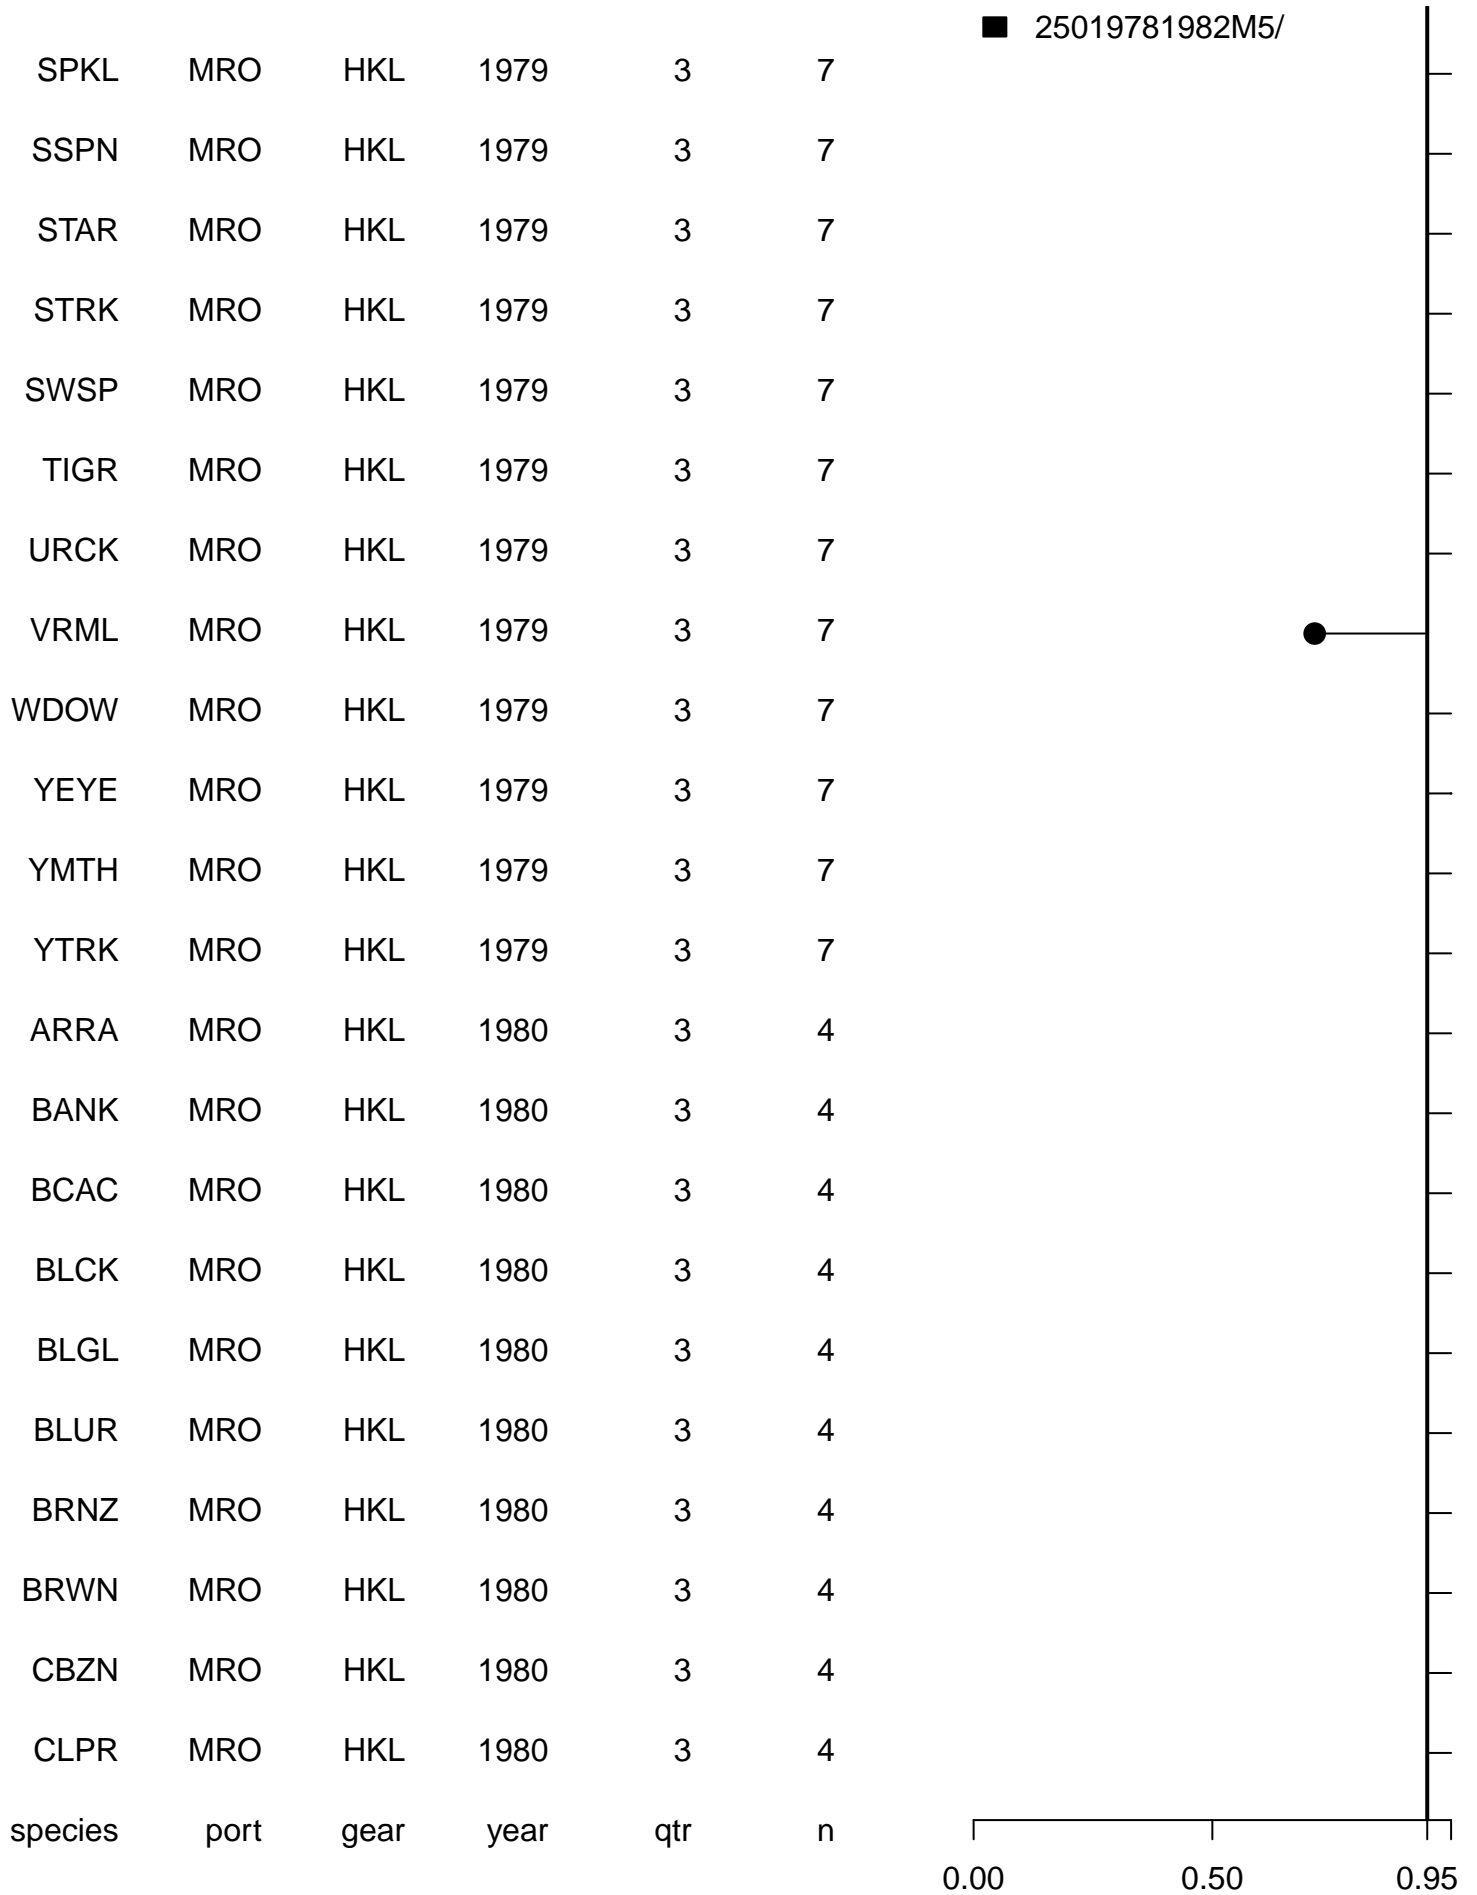 25019781982M5/
SPKL MRO HKL 1979 3 7
SSPN MRO HKL 1979 3 7
STAR MRO HKL 1979 3 7
STRK MRO HKL 1979 3 7
SWSP MRO HKL 1979 3 7
TIGR MRO HKL 1979 3 7
URCK MRO HKL 1979 3 7
VRML MRO HKL 1979 3 7
WDOW MRO HKL 1979 3 7
YEYE MRO HKL 1979 3 7
YMTH MRO HKL 1979 3 7
YTRK MRO HKL 1979 3 7
ARRA MRO HKL 1980 3 4
BANK MRO HKL 1980 3 4
BCAC MRO HKL 1980 3 4
BLCK MRO HKL 1980 3 4
BLGL MRO HKL 1980 3 4
BLUR MRO HKL 1980 3 4
BRNZ MRO HKL 1980 3 4
BRWN MRO HKL 1980 3 4
CBZN MRO HKL 1980 3 4
CLPR MRO HKL 1980 3 4
species port gear year qtr n
0.00 0.50 0.95